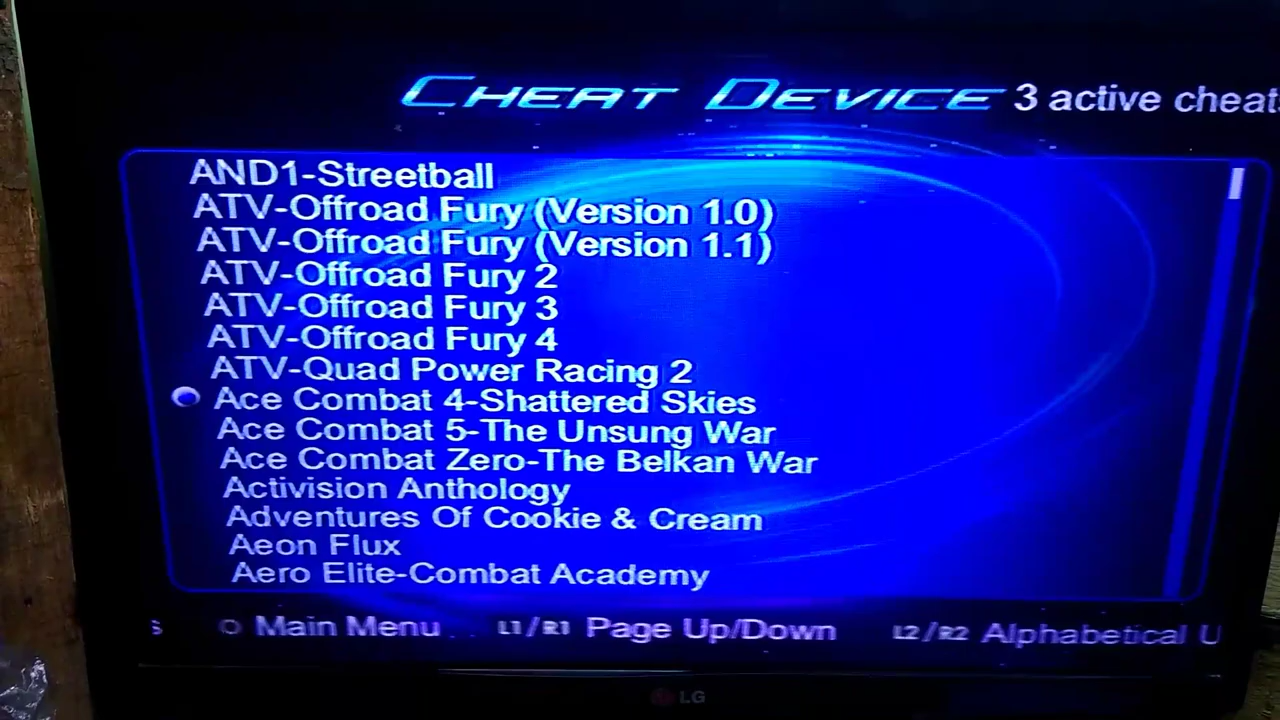 CHEAT DEVICE 3 active cheat
AND1-Streetball
ATV-Offroad Fury (Version 1.0)
ATV-Offroad Fury (Version 1.1)
ATV-Offroad Fury 2
ATV-Offroad Fury 3
ATV-Offroad Fury 4
ATV-Quad Power Racing 2
Ace Combat 4-Shattered Skies
Ace Combat 5-The Unsung War
Ace Combat Zero-The Belkan War
Activision Anthology
Adventures Of Cookie & Cream
Aeon Flux
Aero Elite-Combat Academy
s O Main Menu L1/R1 Page Up/Down L2/R2 Alphabetical U
LG